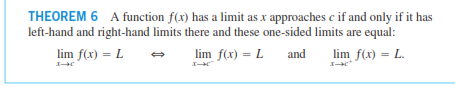 THEOREM 6 A function f(x) has a limit as x approaches c if and only if it has
left-hand and right-hand limits there and these one-sided limits are equal:
lim f(x) = L ⇔ lim f(x) = L and lim f(x) = L.
x→c x→c⁻ x→c⁺